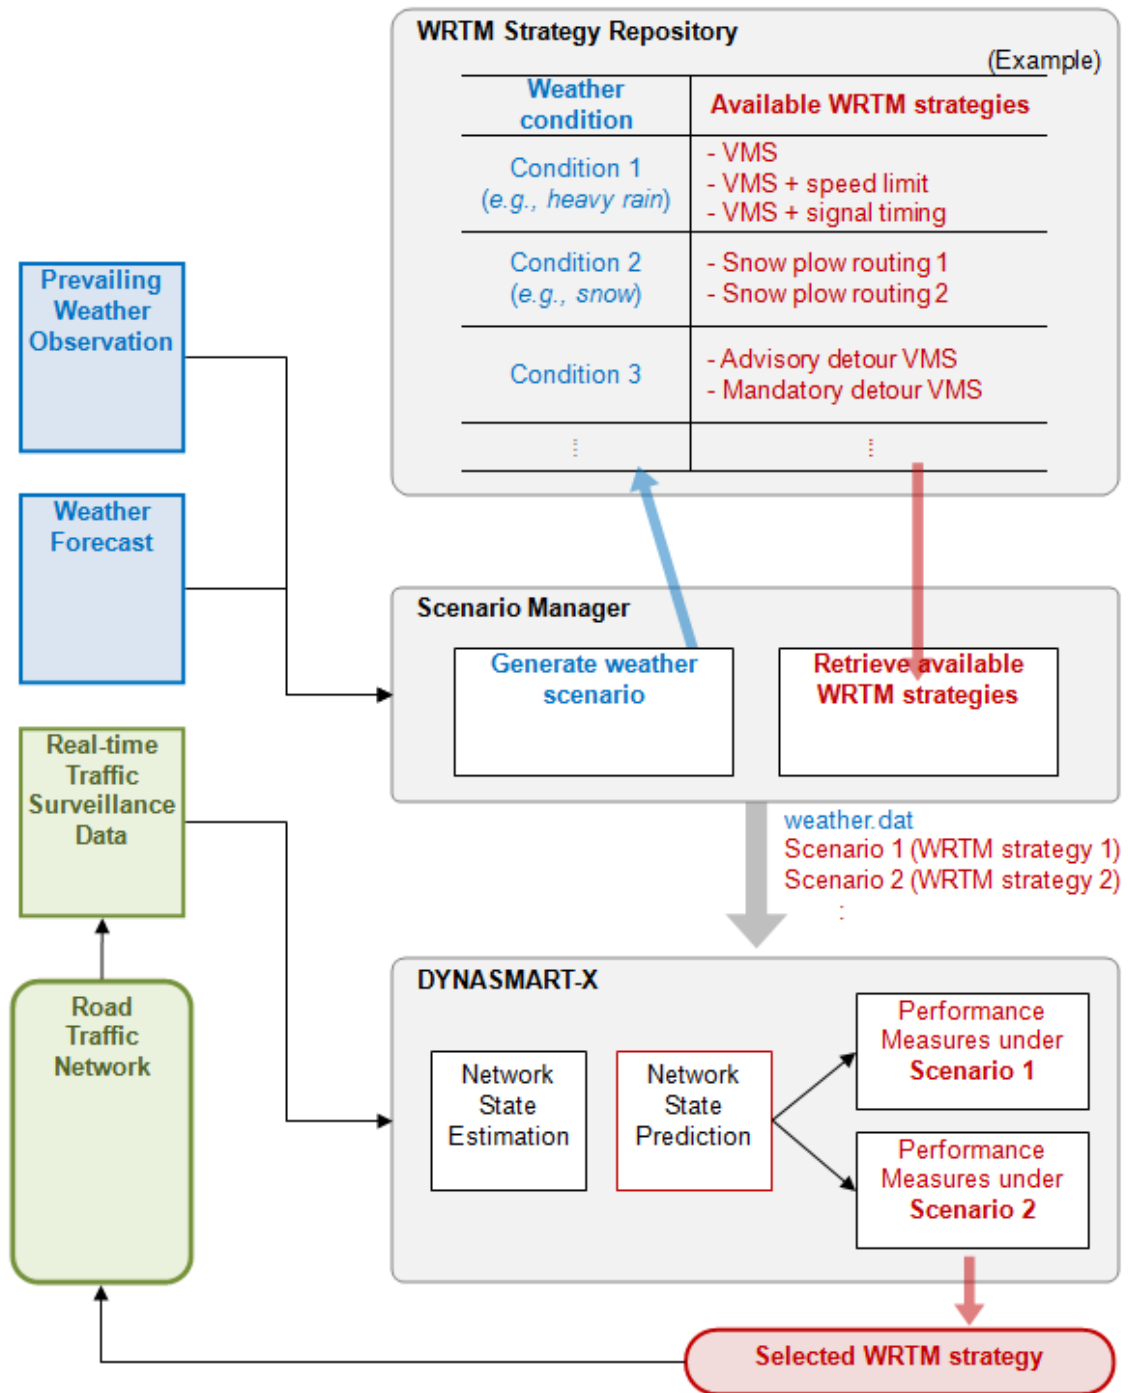 WRTM Strategy Repository
(Example)
Weather
condition
Available WRTM strategies
Condition 1
(e.g., heavy rain)
- VMS
- VMS + speed limit
- VMS + signal timing
Condition 2
(e.g., snow)
- Snow plow routing 1
- Snow plow routing 2
Condition 3
- Advisory detour VMS
- Mandatory detour VMS
⋮
⋮
Prevailing
Weather
Observation
Weather
Forecast
Scenario Manager
Generate weather
scenario
Retrieve available
WRTM strategies
Real-time
Traffic
Surveillance
Data
weather.dat
Scenario 1 (WRTM strategy 1)
Scenario 2 (WRTM strategy 2)
:
Road
Traffic
Network
DYNASMART-X
Network
State
Estimation
Network
State
Prediction
Performance
Measures under
Scenario 1
Performance
Measures under
Scenario 2
Selected WRTM strategy